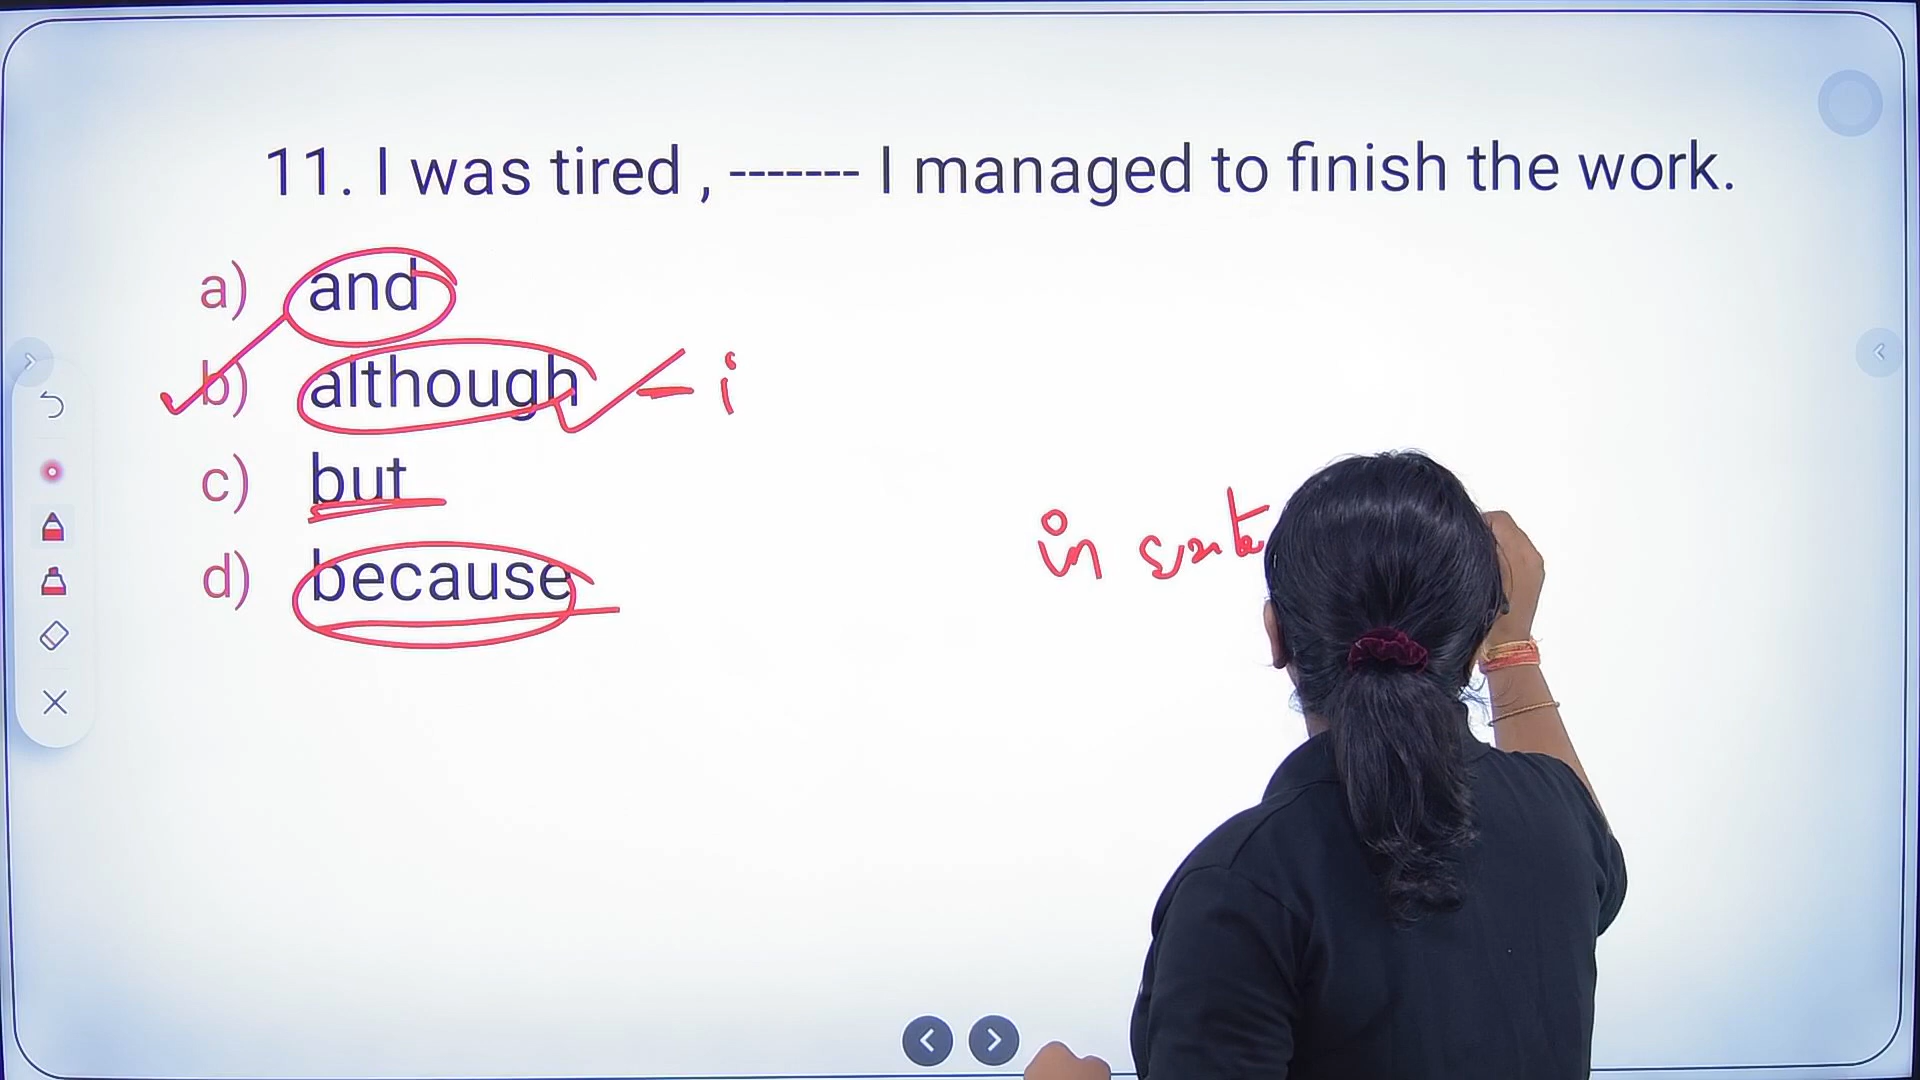 11. I was tired , ------- I managed to finish the work.
a) and
b) although – i
c) but
d) because
in